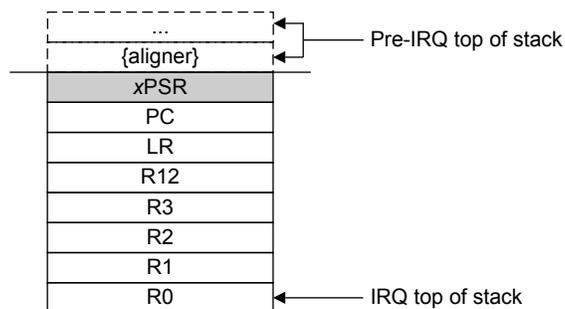 ...
Pre-IRQ top of stack
{aligner}
xPSR
PC
LR
R12
R3
R2
R1
R0
IRQ top of stack